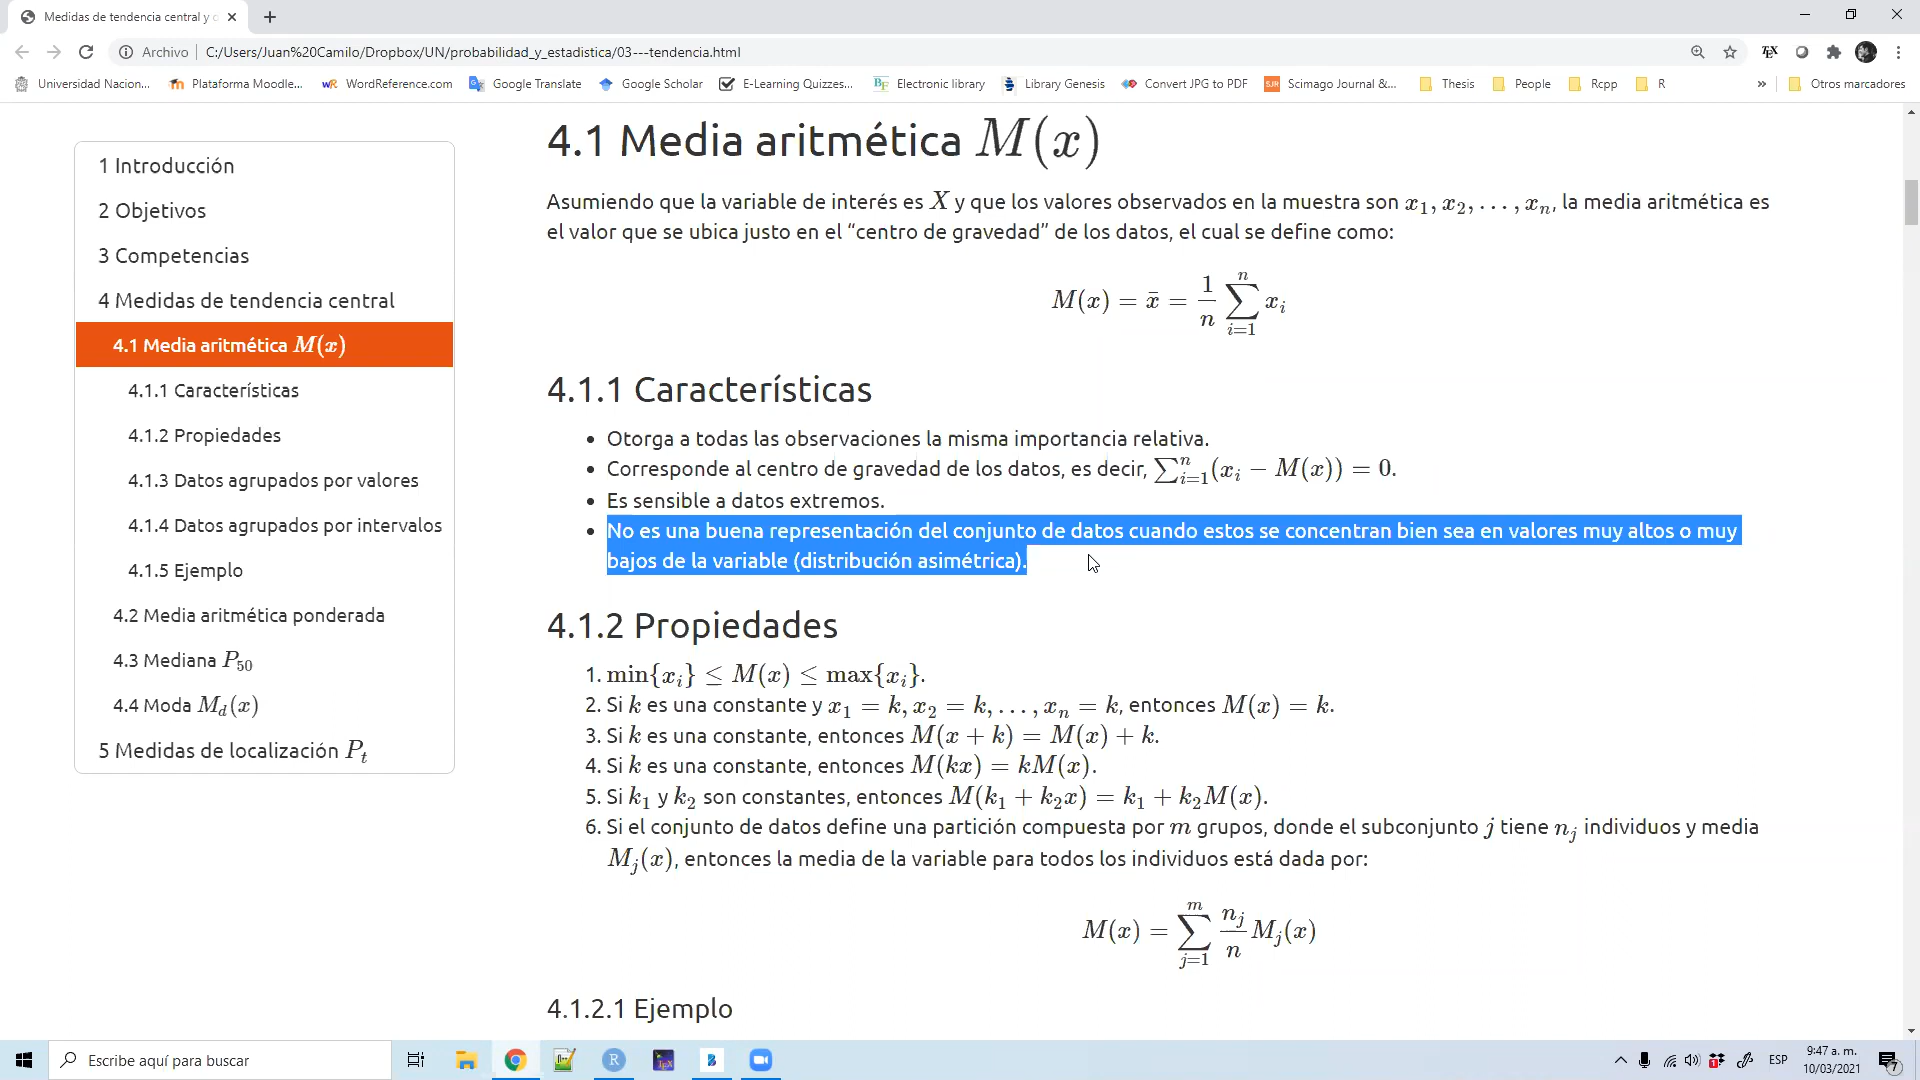 Medidas de tendencia central y d
Archivo
C:/Users/Juan%20Camilo/Dropbox/UN/probabilidad_y_estadistica/03---tendencia.html
TEX
Universidad Nacion...
Plataforma Moodle...
WR WordReference.com
Google Translate
Google Scholar
E-Learning Quizzes...
BF Electronic library
Library Genesis
Convert JPG to PDF
SJR Scimago Journal &...
Thesis
People
Rcpp
R
»
Otros marcadores
1 Introducción
2 Objetivos
3 Competencias
4 Medidas de tendencia central
4.1 Media aritmética M(x)
4.1.1 Características
4.1.2 Propiedades
4.1.3 Datos agrupados por valores
4.1.4 Datos agrupados por intervalos
4.1.5 Ejemplo
4.2 Media aritmética ponderada
4.3 Mediana P₅₀
4.4 Moda M_d(x)
5 Medidas de localización P_t
4.1 Media aritmética M(x)
Asumiendo que la variable de interés es X y que los valores observados en la muestra son x₁, x₂, . . . , xₙ, la media aritmética es
el valor que se ubica justo en el “centro de gravedad” de los datos, el cual se define como:
M(x) = x̄ = 1/n ∑_{i=1}^{n} x_i
4.1.1 Características
• Otorga a todas las observaciones la misma importancia relativa.
• Corresponde al centro de gravedad de los datos, es decir, ∑_{i=1}^{n}(x_i − M(x)) = 0.
• Es sensible a datos extremos.
• No es una buena representación del conjunto de datos cuando estos se concentran bien sea en valores muy altos o muy
bajos de la variable (distribución asimétrica).
4.1.2 Propiedades
1. min{x_i} ≤ M(x) ≤ max{x_i}.
2. Si k es una constante y x₁ = k, x₂ = k, . . . , xₙ = k, entonces M(x) = k.
3. Si k es una constante, entonces M(x + k) = M(x) + k.
4. Si k es una constante, entonces M(kx) = kM(x).
5. Si k₁ y k₂ son constantes, entonces M(k₁ + k₂x) = k₁ + k₂M(x).
6. Si el conjunto de datos define una partición compuesta por m grupos, donde el subconjunto j tiene n_j individuos y media
M_j(x), entonces la media de la variable para todos los individuos está dada por:
M(x) = ∑_{j=1}^{m} n_j/n M_j(x)
4.1.2.1 Ejemplo
Escribe aquí para buscar
ESP
9:47 a. m.
10/03/2021
7